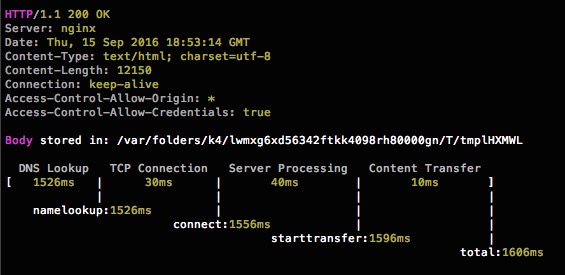 HTTP/1.1 200 OK
Server: nginx
Date: Thu, 15 Sep 2016 18:53:14 GMT
Content-Type: text/html; charset=utf-8
Content-Length: 12150
Connection: keep-alive
Access-Control-Allow-Origin: *
Access-Control-Allow-Credentials: true
Body stored in: /var/folders/k4/lwmxg6xd56342ftkk4098rh80000gn/T/tmplHXMWL
DNS Lookup TCP Connection Server Processing Content Transfer
[ 1526ms | 30ms | 40ms | 10ms ]
| | | |
namelookup:1526ms | | |
connect:1556ms | |
starttransfer:1596ms |
total:1606ms